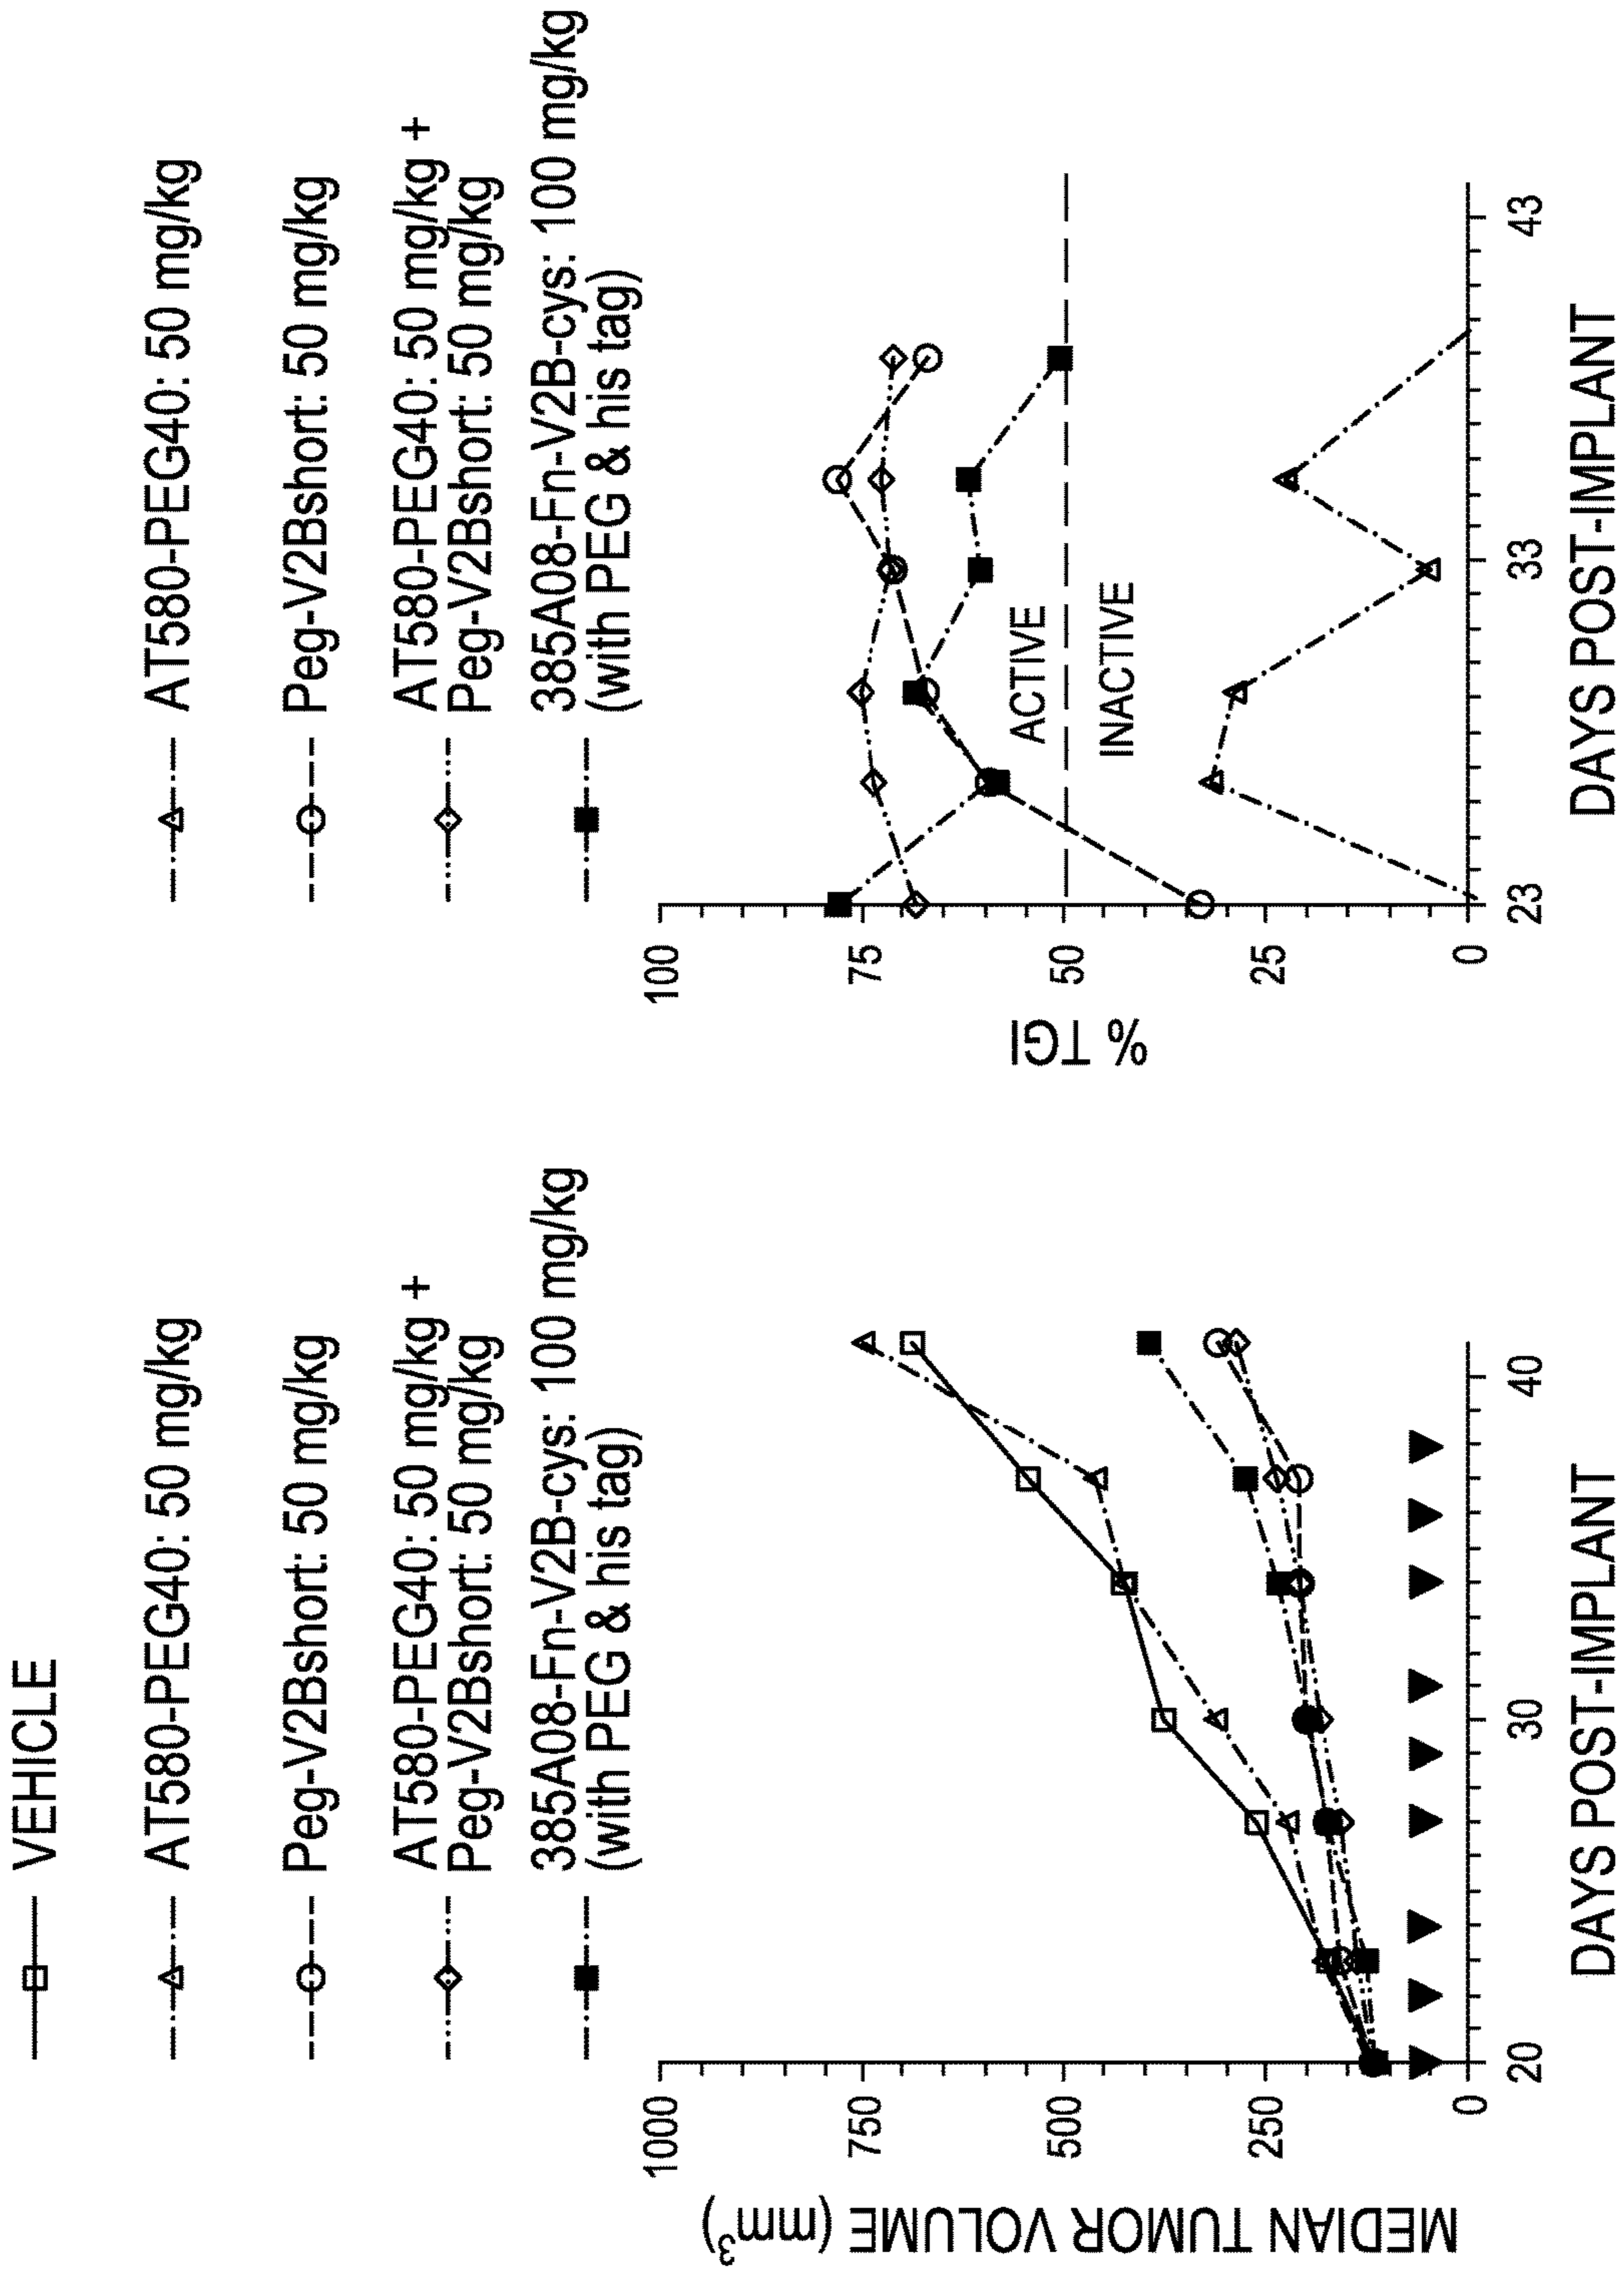 VEHICLE
AT580-PEG40: 50 mg/kg
Peg-V2Bshort: 50 mg/kg
AT580-PEG40: 50 mg/kg +
Peg-V2Bshort: 50 mg/kg
385A08-Fn-V2B-cys: 100 mg/kg
(with PEG & his tag)
MEDIAN TUMOR VOLUME (mm³)
1000
750
500
250
0
20
30
40
DAYS POST-IMPLANT
AT580-PEG40: 50 mg/kg
Peg-V2Bshort: 50 mg/kg
AT580-PEG40: 50 mg/kg +
Peg-V2Bshort: 50 mg/kg
385A08-Fn-V2B-cys: 100 mg/kg
(with PEG & his tag)
% TGI
100
75
50
25
0
ACTIVE
INACTIVE
23
33
43
DAYS POST-IMPLANT